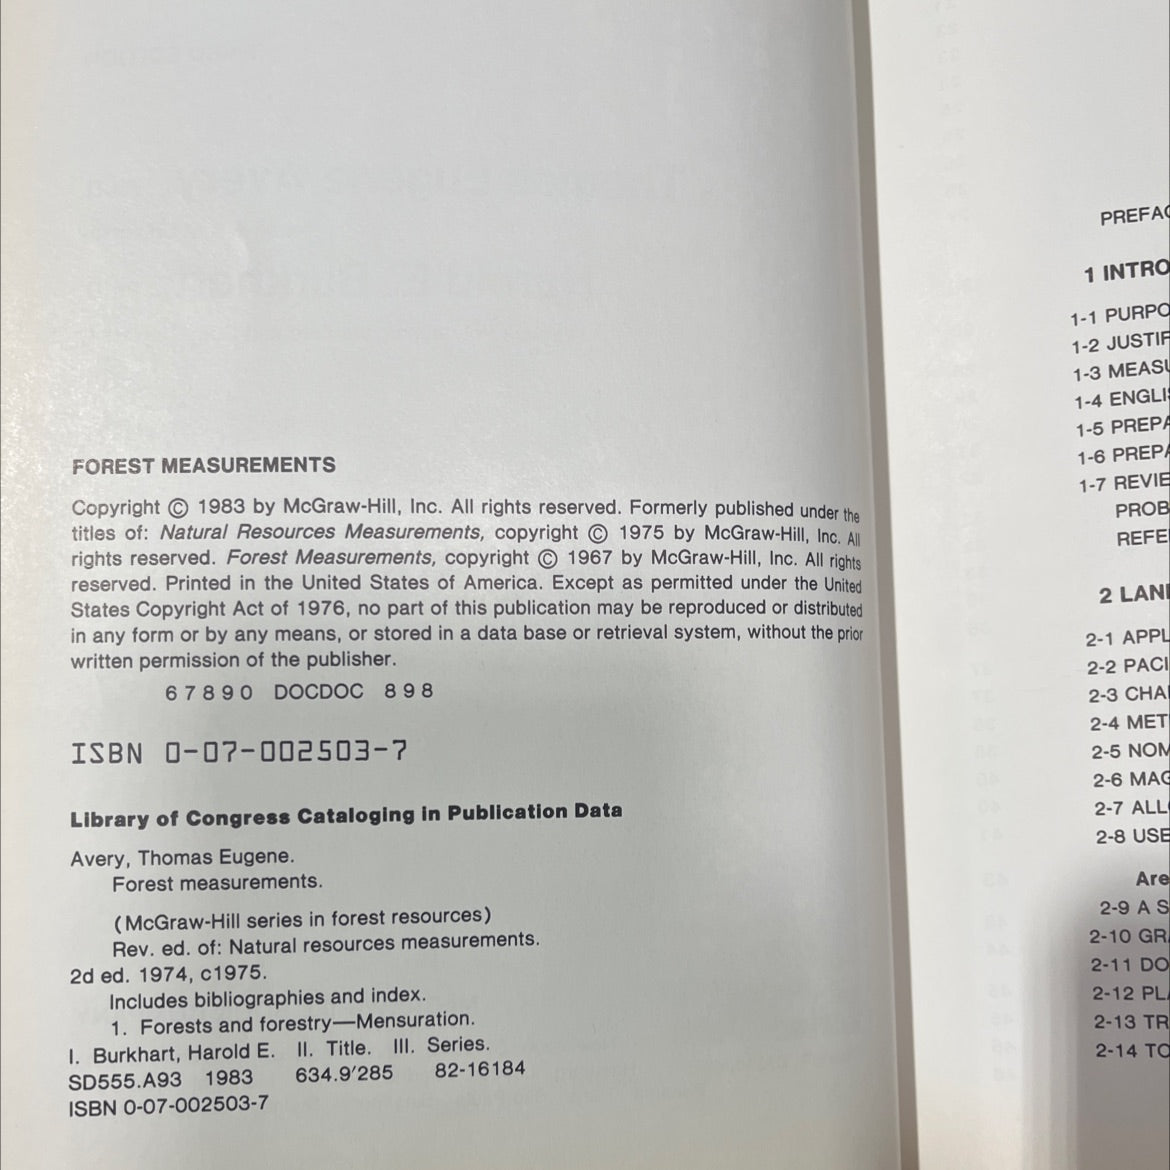 FOREST MEASUREMENTS
Copyright © 1983 by McGraw-Hill, Inc. All rights reserved. Formerly published under the
titles of: Natural Resources Measurements, copyright © 1975 by McGraw-Hill, Inc. All
rights reserved. Forest Measurements, copyright © 1967 by McGraw-Hill, Inc. All rights
reserved. Printed in the United States of America. Except as permitted under the United
States Copyright Act of 1976, no part of this publication may be reproduced or distributed
in any form or by any means, or stored in a data base or retrieval system, without the prior
written permission of the publisher.
6 7 8 9 0 DOCDOC 8 9 8
ISBN 0-07-002503-7
Library of Congress Cataloging in Publication Data
Avery, Thomas Eugene.
Forest measurements.
(McGraw-Hill series in forest resources)
Rev. ed. of: Natural resources measurements.
2d ed. 1974, c1975.
Includes bibliographies and index.
1. Forests and forestry—Mensuration.
I. Burkhart, Harold E. II. Title. III. Series.
SD555.A93 1983 634.9′285 82-16184
ISBN 0-07-002503-7
PREFAC
1 INTRO
1-1 PURPO
1-2 JUSTIF
1-3 MEASU
1-4 ENGLIS
1-5 PREPA
1-6 PREPA
1-7 REVIE
PROB
REFE
2 LAN
2-1 APPL
2-2 PACI
2-3 CHA
2-4 MET
2-5 NOM
2-6 MAG
2-7 ALL
2-8 USE
Are
2-9 A S
2-10 GR
2-11 DO
2-12 PL
2-13 TR
2-14 TO